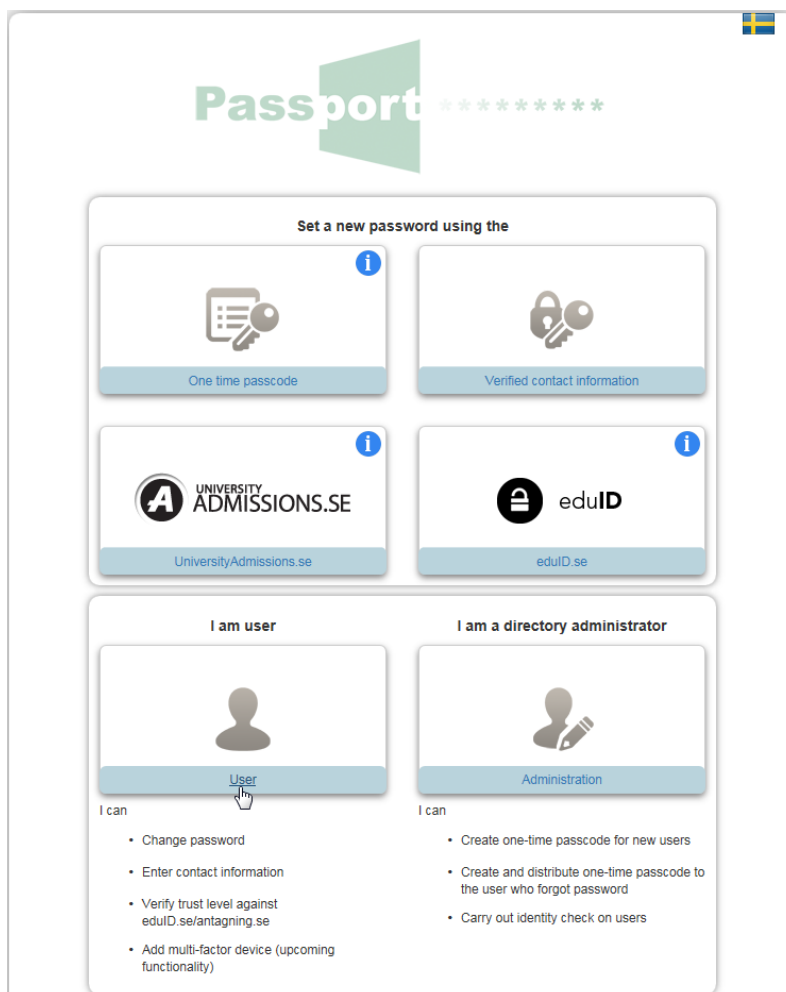 Passport *********
Set a new password using the
i
One time passcode
Verified contact information
i
A UNIVERSITY
ADMISSIONS.SE
UniversityAdmissions.se
i
eduID
eduID.se
I am user
I am a directory administrator
User
Administration
I can
• Change password
• Enter contact information
• Verify trust level against
eduID.se/antagning.se
• Add multi-factor device (upcoming
functionality)
I can
• Create one-time passcode for new users
• Create and distribute one-time passcode to
the user who forgot password
• Carry out identity check on users